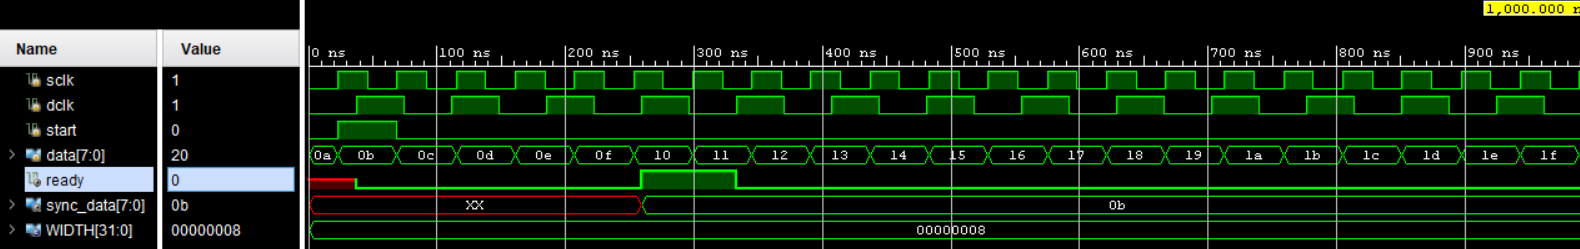 1,000.000 n
Name Value
0 ns 100 ns 200 ns 300 ns 400 ns 500 ns 600 ns 700 ns 800 ns 900 ns
sclk 1
dclk 1
start 0
data[7:0] 20 0a 0b 0c 0d 0e 0f 10 11 12 13 14 15 16 17 18 19 1a 1b 1c 1d 1e 1f
ready 0
sync_data[7:0] 0b XX 0b
WIDTH[31:0] 00000008 00000008